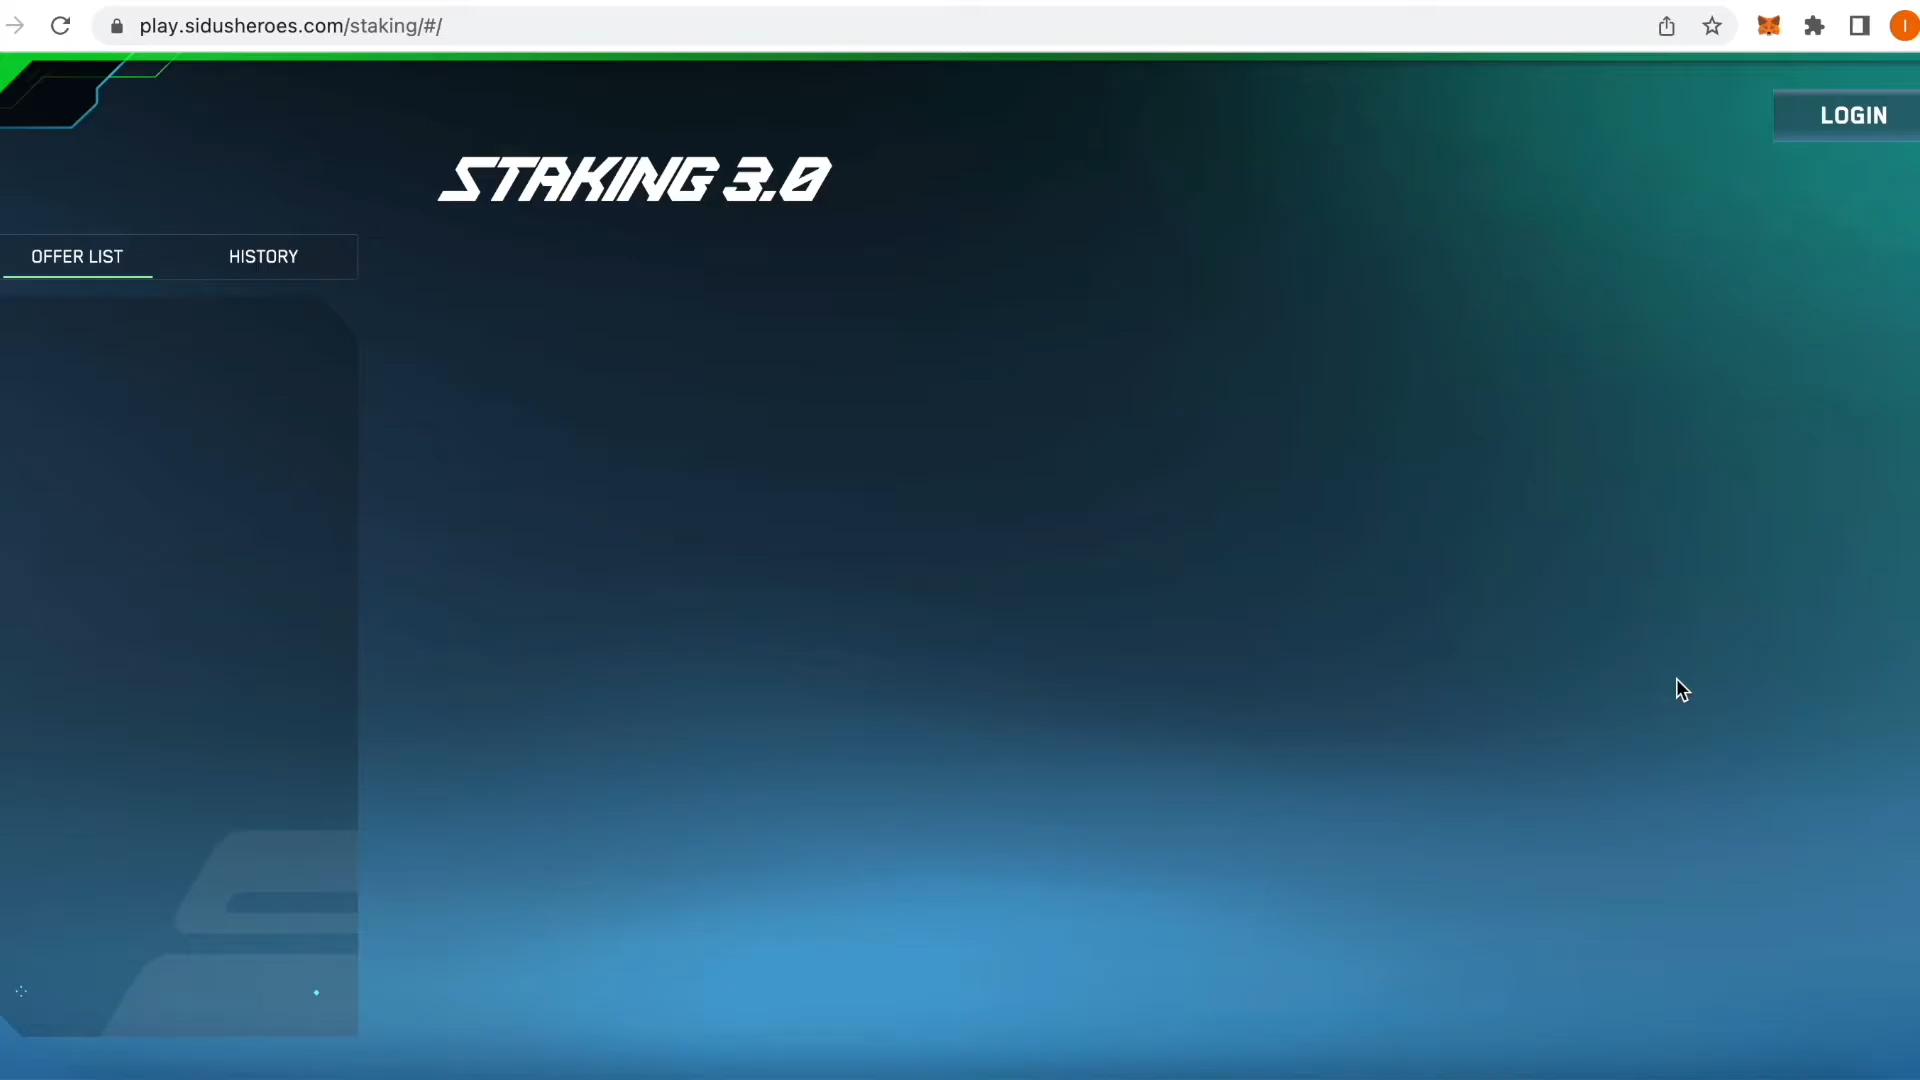 play.sidusheroes.com/staking/#/
I
LOGIN
STAKING 3.0
OFFER LIST
HISTORY